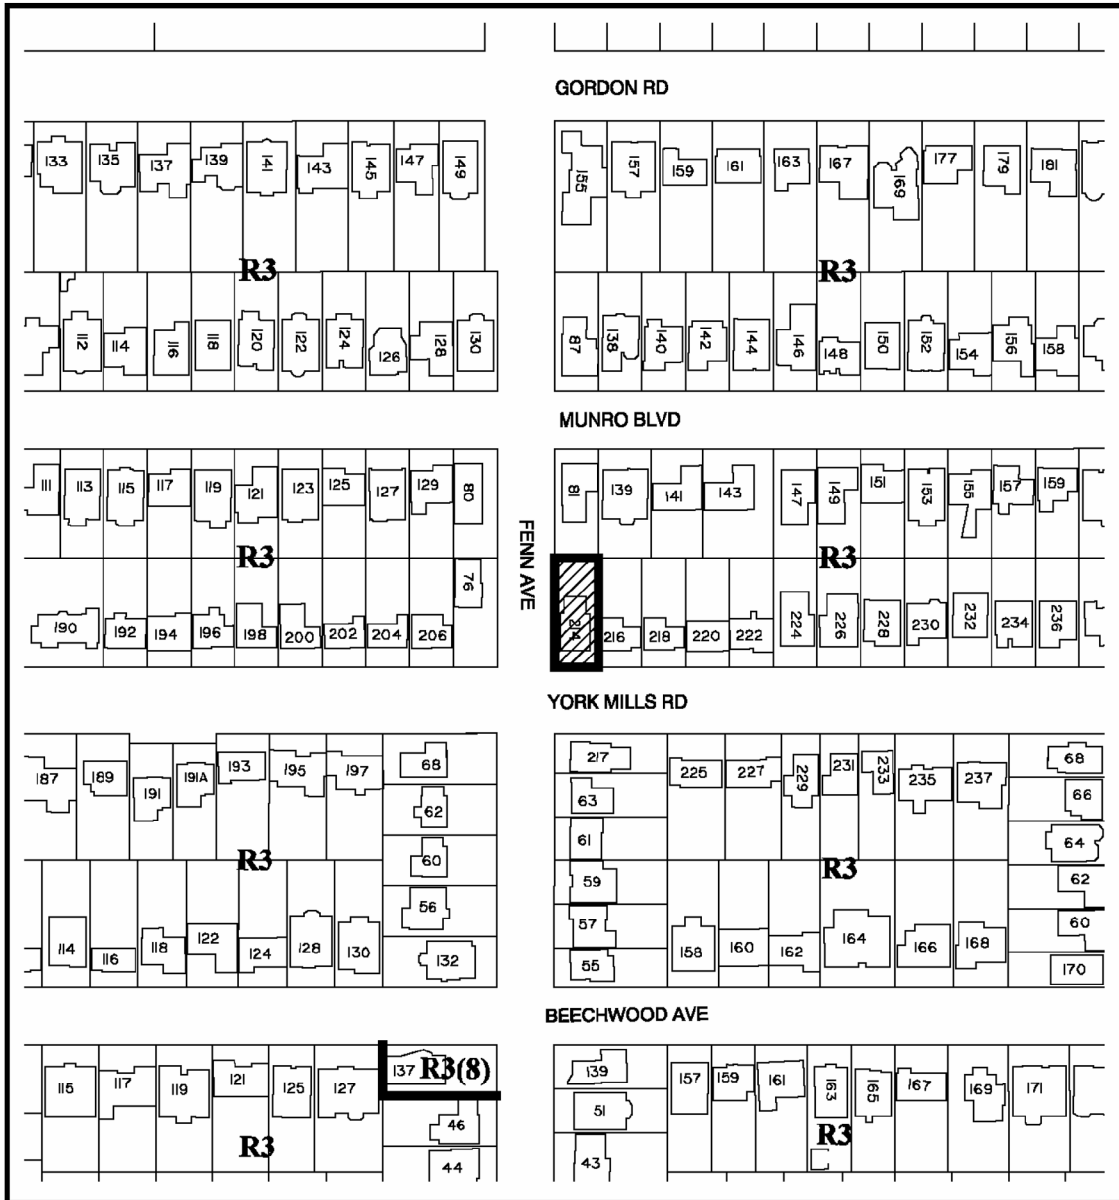 GORDON RD
133 135 137 139 141 143 145 147 149 155 157 159 161 163 167 169 177 179 181
R3 R3
112 114 116 118 120 122 124 126 128 130 87 138 140 142 144 146 148 150 152 154 156 158
MUNRO BLVD
111 113 115 117 119 121 123 125 127 129 80 81 139 141 143 147 149 151 153 155 157 159
FENN AVE
R3 R3
76
190 192 194 196 198 200 202 204 206 214 216 218 220 222 224 226 228 230 232 234 236
YORK MILLS RD
187 189 191 191A 193 195 197 68 217 225 227 229 231 233 235 237 68
62 63 66
60 61 64
R3 R3
56 59 62
114 116 118 122 124 128 130 57 158 160 162 164 166 168 60
132 55 170
BEECHWOOD AVE
115 117 119 121 125 127 137 R3(8) 139 157 159 161 163 165 167 169 171
46 51
R3 R3
44 43